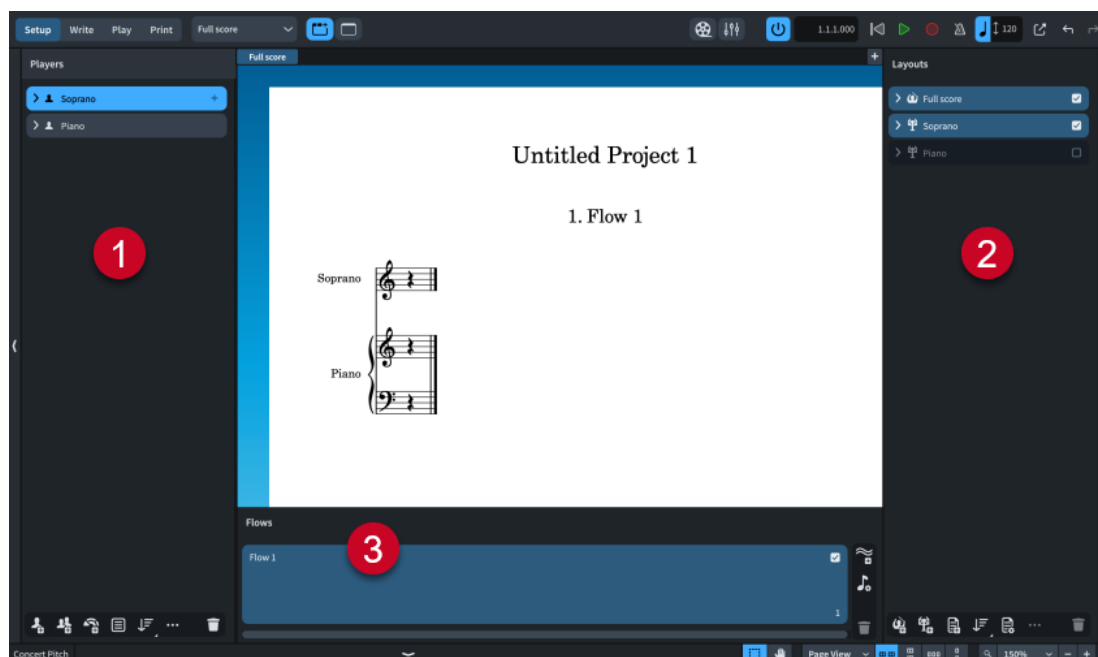 Setup Write Play Print Full score 1.1.1.000 120
Players
Full score
Layouts
Soprano
Piano
Full score
Soprano
Piano
Untitled Project 1
1. Flow 1
Soprano
Piano
1
2
Flows
3
Flow 1
1
Concert Pitch Page View 150%